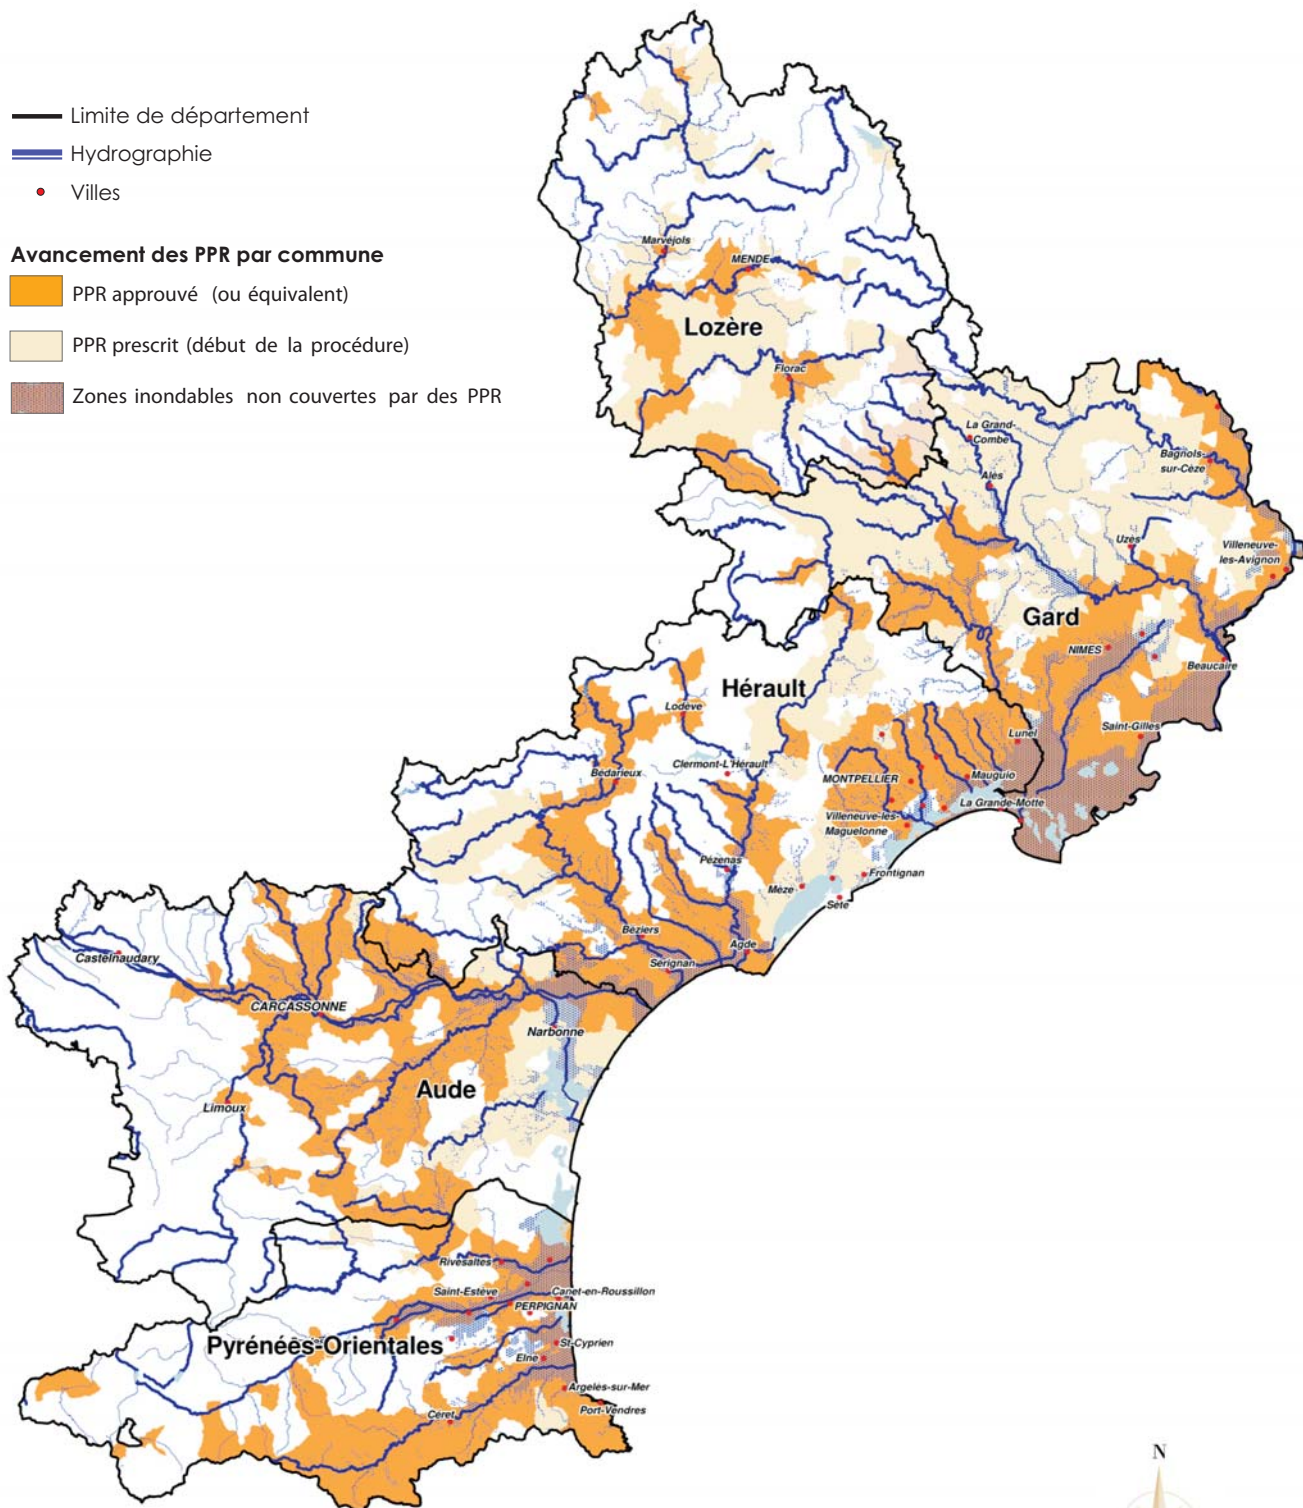 Limite de département
Hydrographie
Villes
Avancement des PPR par commune
PPR approuvé (ou équivalent)
PPR prescrit (début de la procédure)
Zones inondables non couvertes par des PPR
Marvéjols
MENDE
Lozère
Florac
La Grand-
Combe
Alès
Bagnols-
sur-Cèze
Uzès
Villeneuve-
les-Avignon
Gard
NIMES
Beaucaire
Hérault
Lodève
Saint-Gilles
Lunel
Clermont-L'Hérault
Bédarieux
MONTPELLIER
Mauguio
La Grande-Motte
Villeneuve-lès-
Maguelonne
Pézenas
Frontignan
Mèze
Sète
Béziers
Agde
Sérignan
Castelnaudary
CARCASSONNE
Narbonne
Aude
Limoux
Rivesaltes
Saint-Estève
Canet-en-Roussillon
PERPIGNAN
Pyrénées-Orientales
St-Cyprien
Elne
Argelès-sur-Mer
Port-Vendres
Céret
N